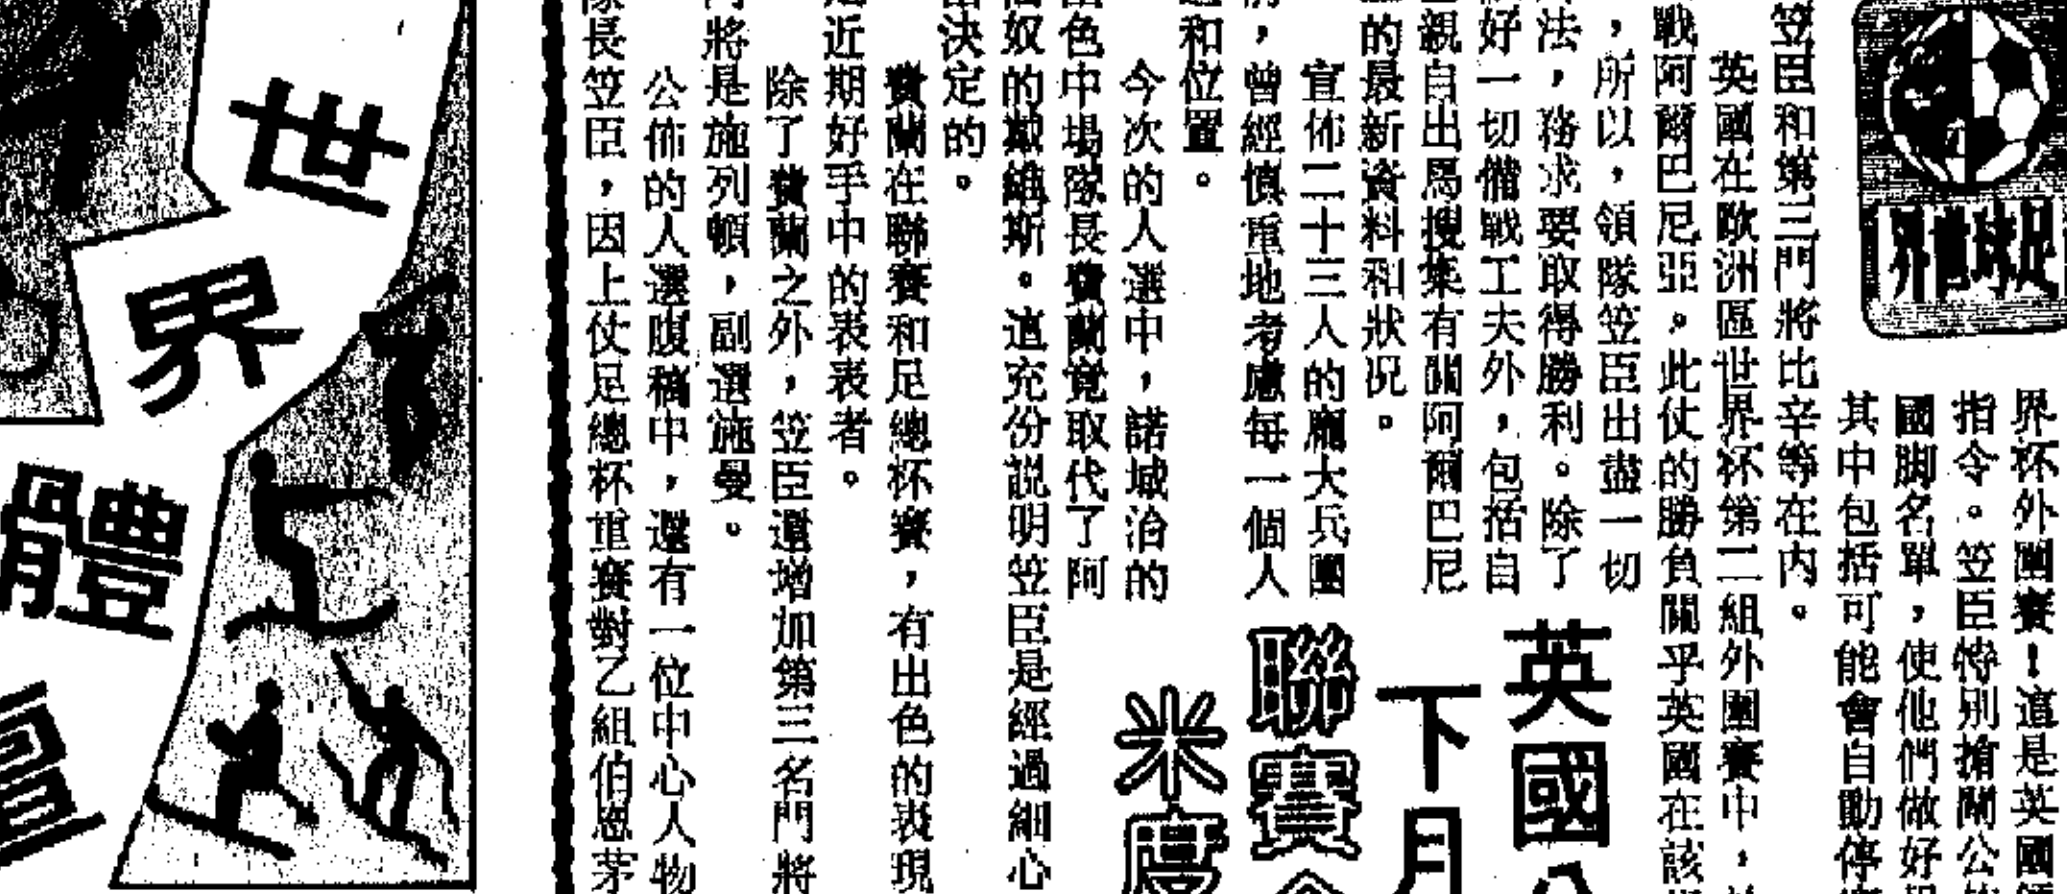 足球世界
界杯外圍賽！這是英國
指令。笠臣特別搶閘公
國脚名單，使他們做好
其中包括可能會自動停
笠臣和第三門將比辛等在內。
英國在歐洲區世界杯第二組外圍賽中，
戰阿爾巴尼亞。此仗的勝負關乎英國在該
，所以，領隊笠臣出盡一切
法，務求要取得勝利。除了
好一切備戰工夫外，包括自
親自出馬搜集有關阿爾巴尼
的最新資料和狀况。
宣佈二十三人的龐大兵團
，曾經慎重地考慮每一個人
和位置。
今次的人選中，諾域治的
色中場隊長費蘭竟取代了阿
奴的戴維斯。這充份説明笠臣是經過細心
決定的。
費蘭在聯賽和足總杯賽，有出色的表現
近期好手中的表表者。
除了費蘭之外，笠臣還增加第三名門將
將是施列頓，副選施曼。
公佈的人選腹稿中，還有一位中心人物
隊長笠臣，因上仗足總杯重賽對乙組伯恩茅
英國
下月
聯賽
米度
世界體壇